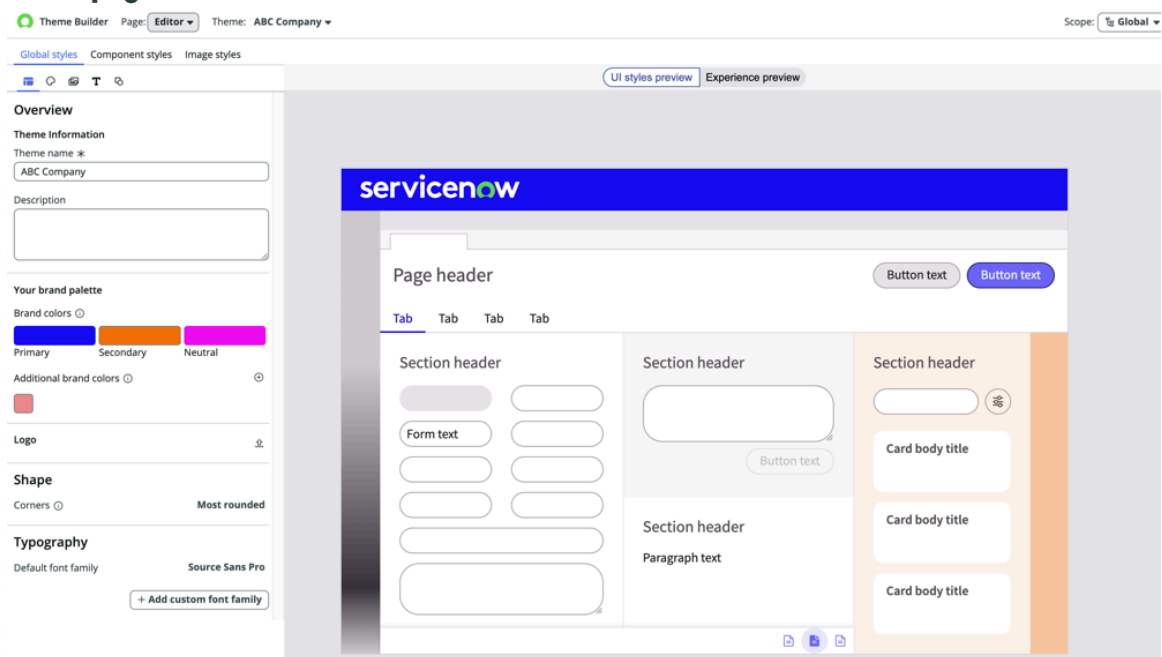 Theme Builder Page: Editor Theme: ABC Company Scope: Global
Global styles Component styles Image styles
UI styles preview Experience preview
T
Overview
Theme Information
Theme name *
ABC Company
Description
Your brand palette
Brand colors
Primary Secondary Neutral
Additional brand colors
Logo
Shape
Corners Most rounded
Typography
Default font family Source Sans Pro
+ Add custom font family
servicenow
Page header Button text Button text
Tab Tab Tab Tab
Section header
Form text
Section header
Button text
Section header
Paragraph text
Section header
Card body title
Card body title
Card body title